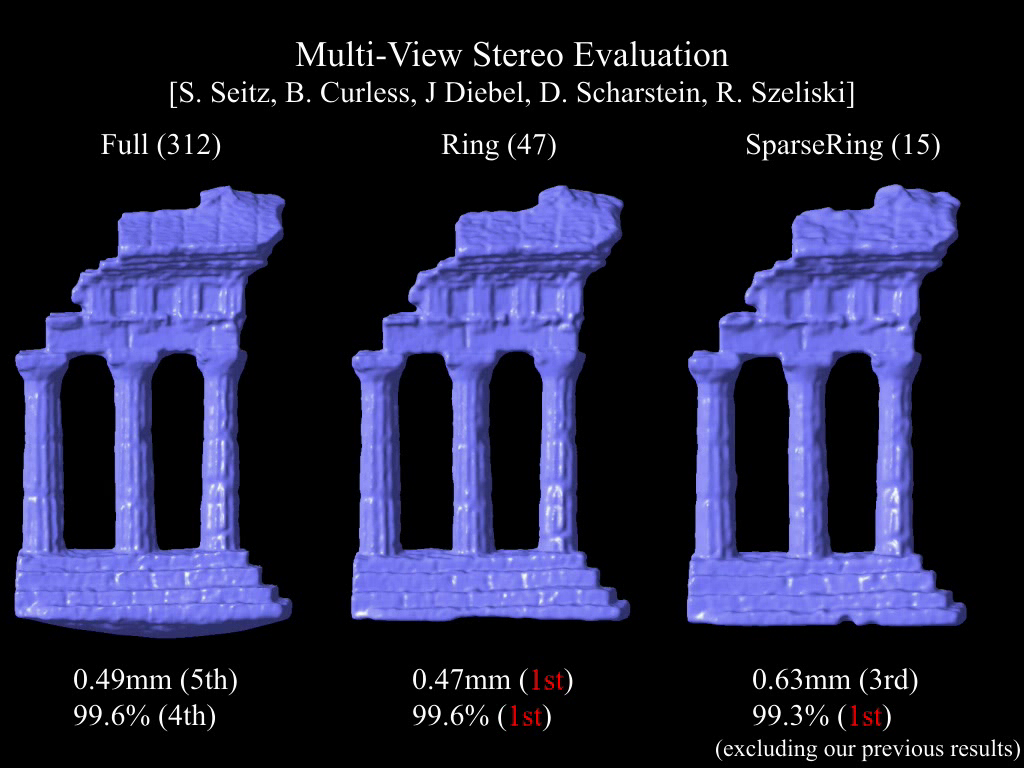 Multi-View Stereo Evaluation
[S. Seitz, B. Curless, J Diebel, D. Scharstein, R. Szeliski]
Full (312)
Ring (47)
SparseRing (15)
0.49mm (5th)
99.6% (4th)
0.47mm (1st)
99.6% (1st)
0.63mm (3rd)
99.3% (1st)
(excluding our previous results)